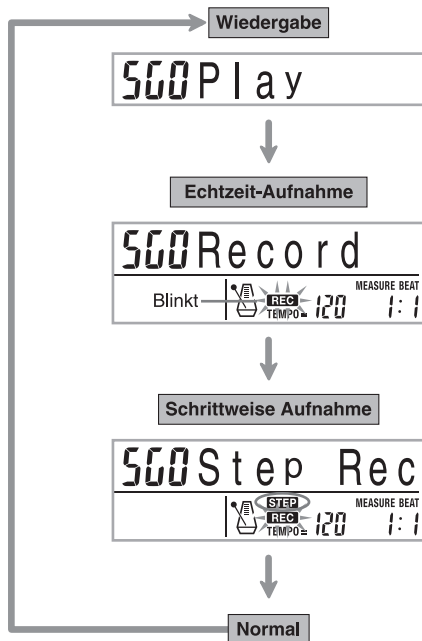 Wiedergabe
SG0Play
Echtzeit-Aufnahme
SG0Record
Blinkt
REC
MEASURE BEAT
TEMPO= 120 1:1
Schrittweise Aufnahme
SG0Step Rec
STEP
REC
MEASURE BEAT
TEMPO= 120 1:1
Normal